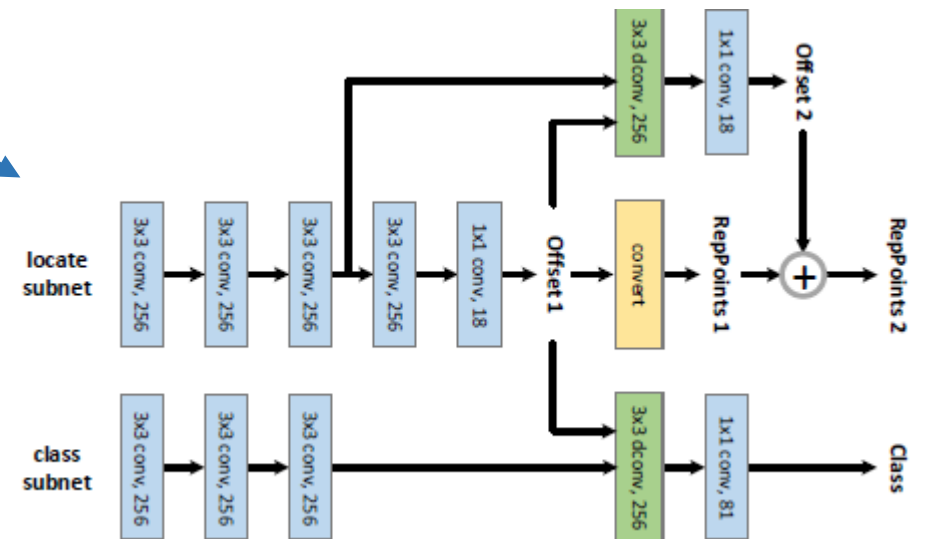 3x3 dconv, 256
1x1 conv, 18
Offset 2
locate
subnet
3x3 conv, 256
3x3 conv, 256
3x3 conv, 256
3x3 conv, 256
1x1 conv, 18
Offset 1
convert
RepPoints 1
+
RepPoints 2
class
subnet
3x3 conv, 256
3x3 conv, 256
3x3 conv, 256
3x3 dconv, 256
1x1 conv, 81
Class